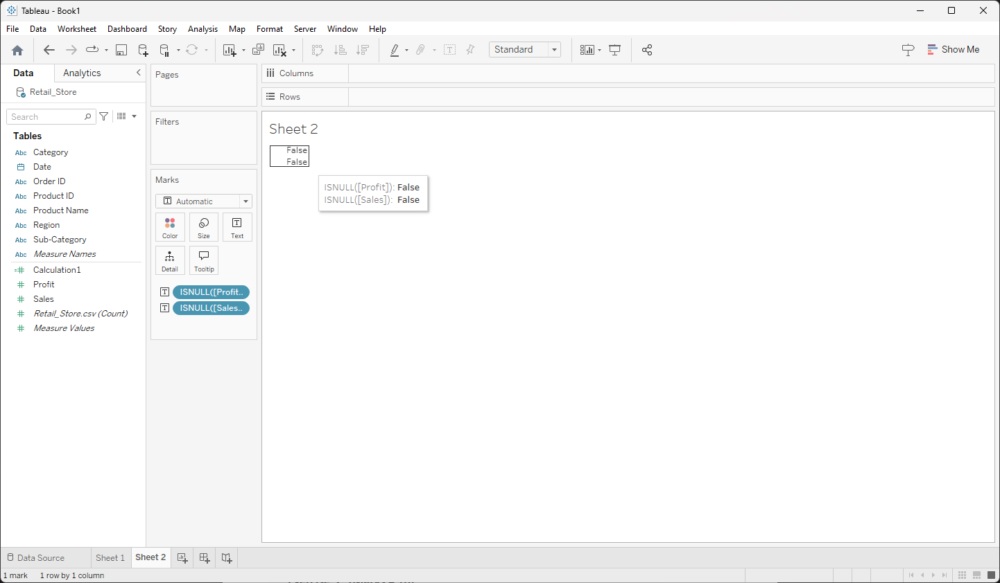 Tableau - Book1
File Data Worksheet Dashboard Story Analysis Map Format Server Window Help
Standard
Show Me
Data Analytics
Retail_Store
Search
Tables
Abc Category
Date
Abc Order ID
Abc Product ID
Abc Product Name
Abc Region
Abc Sub-Category
Abc Measure Names
Calculation1
Profit
Sales
Retail_Store.csv (Count)
Measure Values
Pages
Filters
Marks
Automatic
Color Size Text
Detail Tooltip
ISNULL([Profit..
ISNULL([Sales..
Columns
Rows
Sheet 2
False
False
ISNULL([Profit]): False
ISNULL([Sales]): False
Data Source Sheet 1 Sheet 2
1 mark 1 row by 1 column